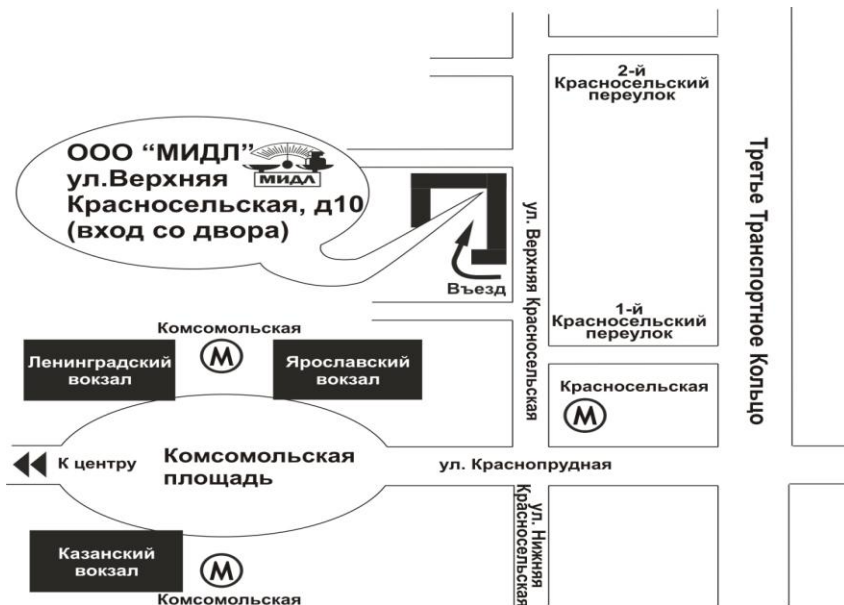 2-й
Красносельский
переулок
ООО “МИДЛ”
ул.Верхняя
Красносельская, д10
(вход со двора)
МИДЛ
Третье Транспортное Кольцо
ул. Верхняя Красносельская
Въезд
1-й
Красносельский
переулок
Комсомольская
М
Ленинградский
вокзал
Ярославский
вокзал
Красносельская
М
К центру
Комсомольская
площадь
ул. Краснопрудная
ул. Нижняя
Красносельская
Казанский
вокзал
М
Комсомольская